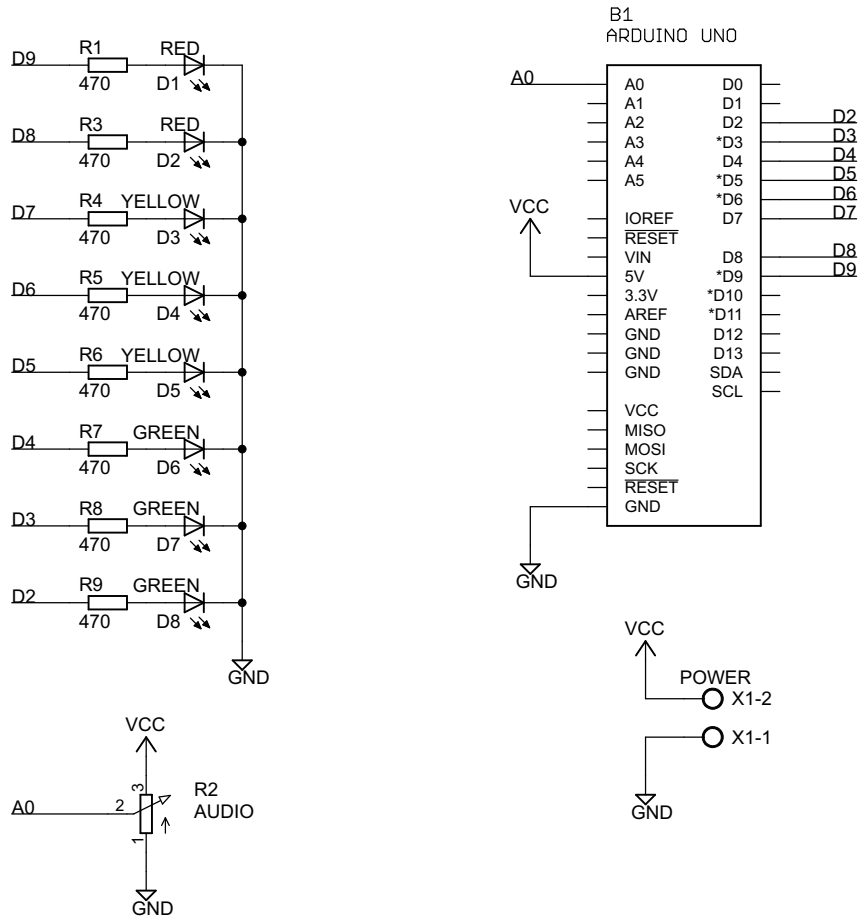 B1
ARDUINO UNO
D9 R1 RED
470 D1
D8 R3 RED
470 D2
D7 R4 YELLOW
470 D3
D6 R5 YELLOW
470 D4
D5 R6 YELLOW
470 D5
D4 R7 GREEN
470 D6
D3 R8 GREEN
470 D7
D2 R9 GREEN
470 D8
GND
VCC
3
R2
A0 2 AUDIO
1
GND
A0 A0 D0
A1 D1
A2 D2 D2
A3 *D3 D3
A4 D4 D4
A5 *D5 D5
*D6 D6
VCC IOREF D7 D7
RESET
VIN D8 D8
5V *D9 D9
3.3V *D10
AREF *D11
GND D12
GND D13
GND SDA
SCL
VCC
MISO
MOSI
SCK
RESET
GND
GND
VCC
POWER
X1-2
X1-1
GND